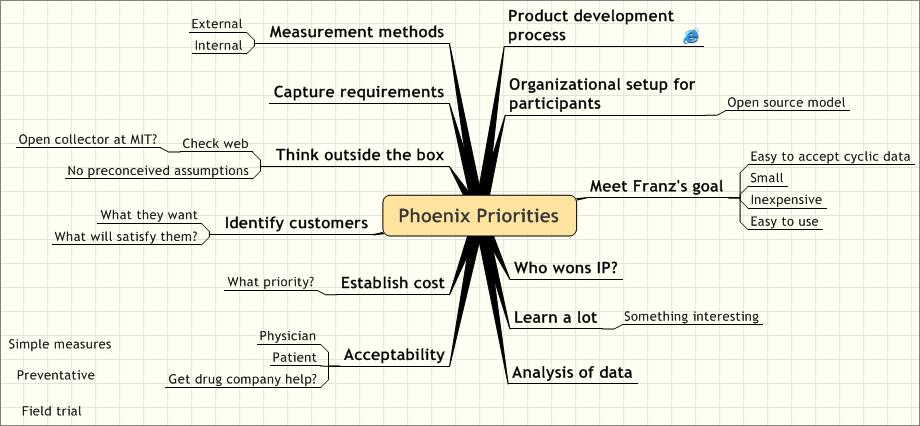 External
Internal
Measurement methods
Capture requirements
Open collector at MIT?
Check web
No preconceived assumptions
Think outside the box
What they want
What will satisfy them?
Identify customers
What priority?
Establish cost
Physician
Patient
Get drug company help?
Acceptability
Simple measures
Preventative
Field trial
Phoenix Priorities
Product development
process
Organizational setup for
participants
Open source model
Meet Franz's goal
Easy to accept cyclic data
Small
Inexpensive
Easy to use
Who wons IP?
Learn a lot
Something interesting
Analysis of data